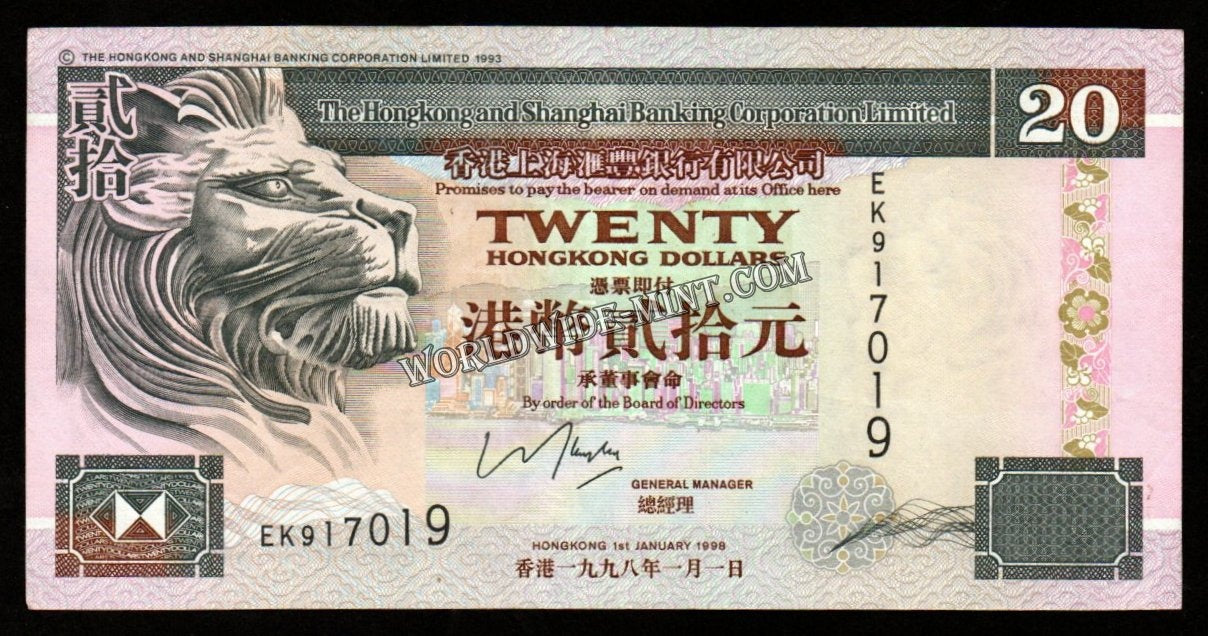 © THE HONGKONG AND SHANGHAI BANKING CORPORATION LIMITED 1993
貳拾
The Hongkong and Shanghai Banking Corporation Limited
20
香港上海滙豐銀行有限公司
Promises to pay the bearer on demand at its Office here
EK917019
TWENTY
HONGKONG DOLLARS
憑票即付
港幣貳拾元
WORLDWIDE-MINT.COM
承董事會命
By order of the Board of Directors
GENERAL MANAGER
總經理
EK917019
HONGKONG 1st JANUARY 1998
香港一九九八年一月一日